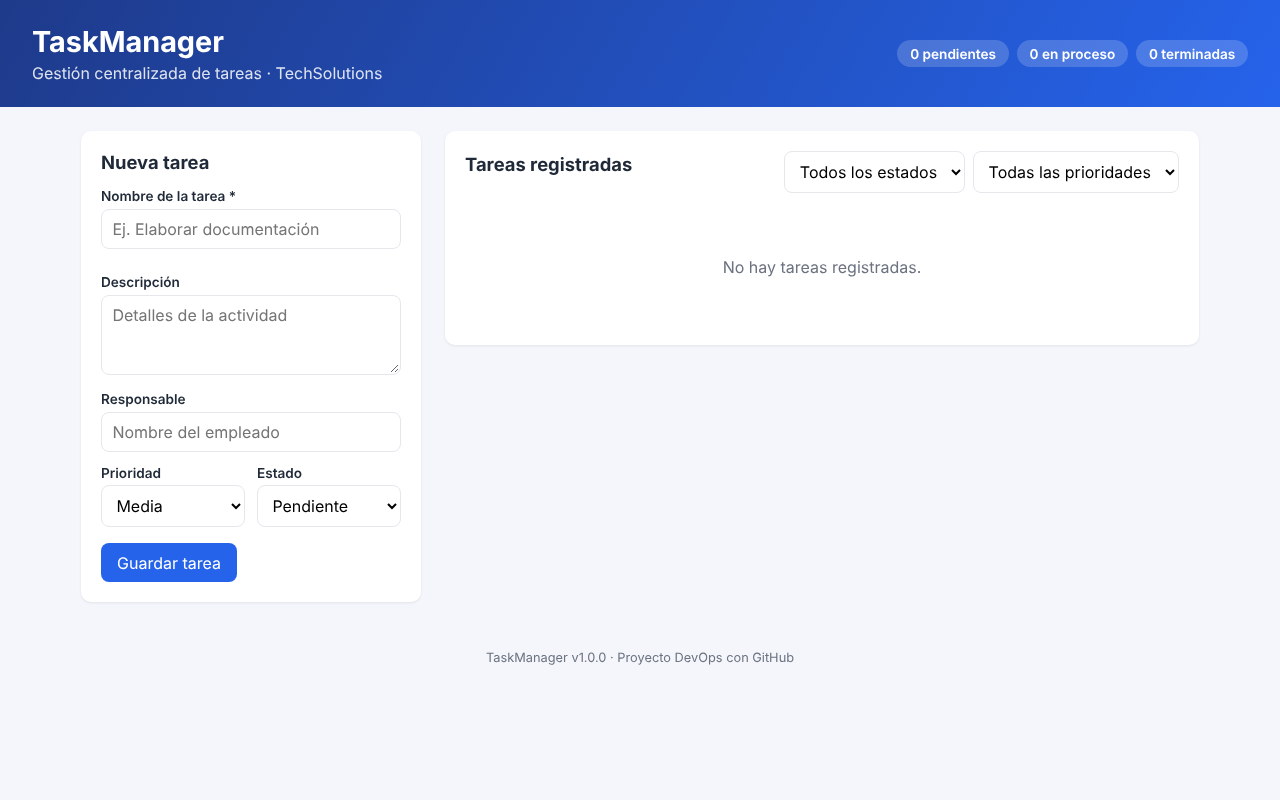 TaskManager
Gestión centralizada de tareas · TechSolutions
0 pendientes
0 en proceso
0 terminadas
Nueva tarea
Nombre de la tarea *
Ej. Elaborar documentación
Descripción
Detalles de la actividad
Responsable
Nombre del empleado
Prioridad
Estado
Media
Pendiente
Guardar tarea
Tareas registradas
Todos los estados
Todas las prioridades
No hay tareas registradas.
TaskManager v1.0.0 · Proyecto DevOps con GitHub